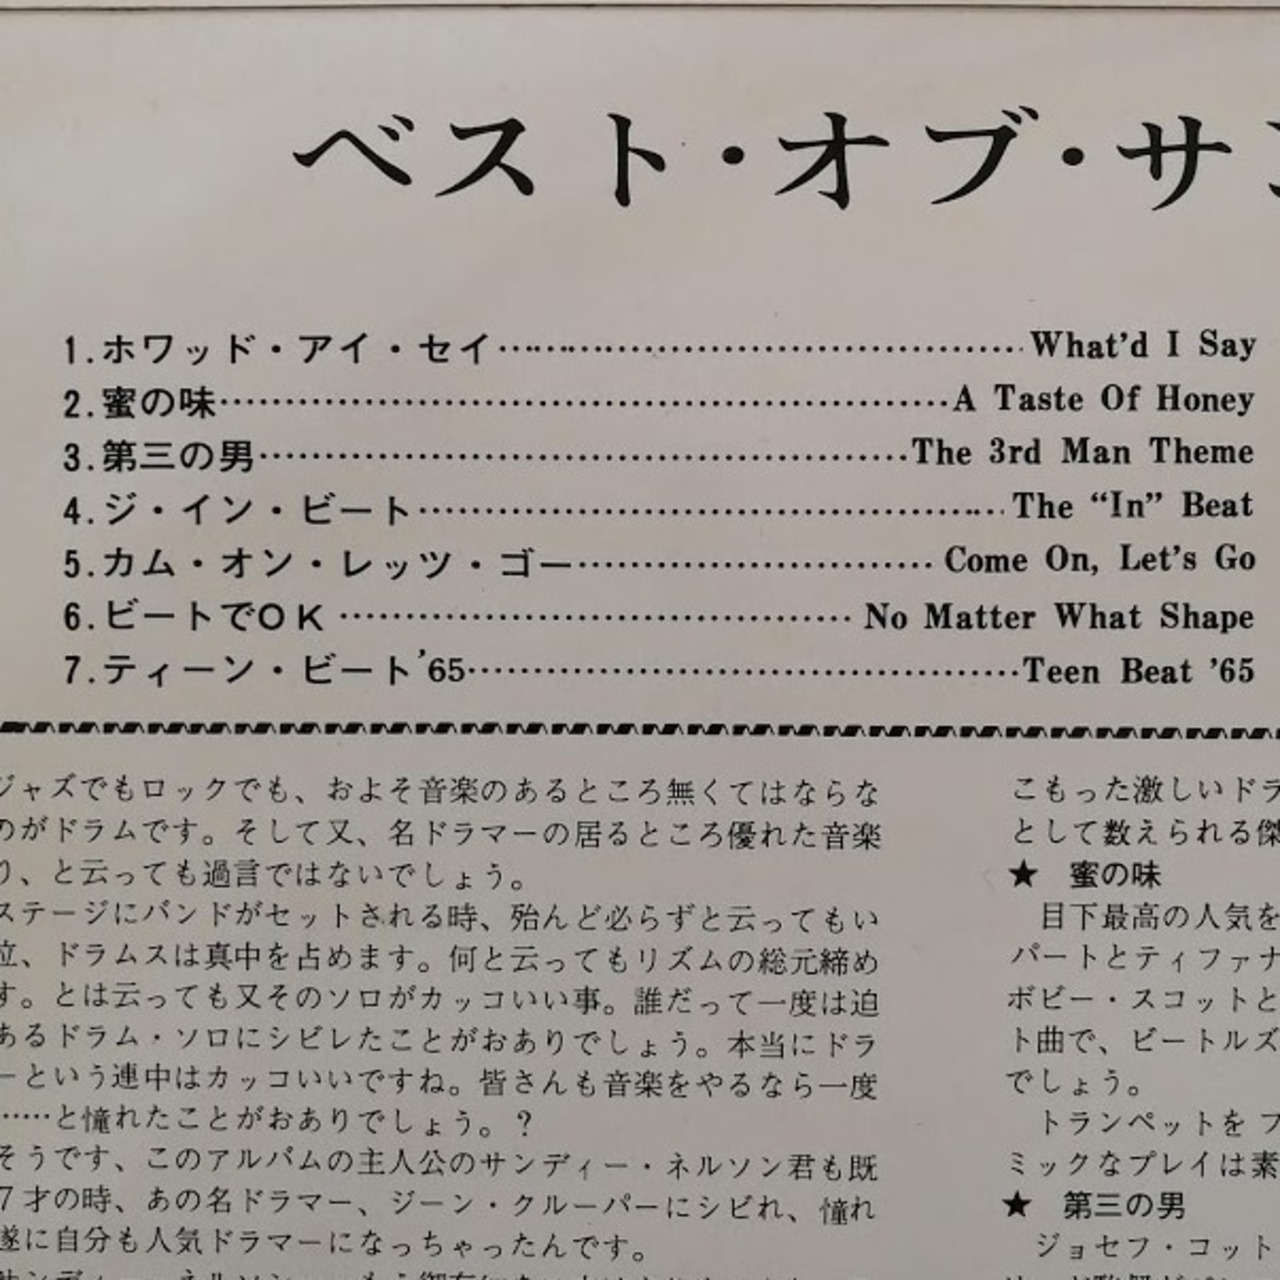 ベスト・オブ・サン
1.ホワッド・アイ・セイ……………………………What'd I Say
2.蜜の味……………………………A Taste Of Honey
3.第三の男……………………………The 3rd Man Theme
4.ジ・イン・ビート……………………………The “In” Beat
5.カム・オン・レッツ・ゴー……………………………Come On, Let's Go
6.ビートでOK……………………………No Matter What Shape
7.ティーン・ビート'65……………………………Teen Beat '65
ジャズでもロックでも、およそ音楽のあるところ無くてはならな
のがドラムです。そして又、名ドラマーの居るところ優れた音楽
り、と云っても過言ではないでしょう。
ステージにバンドがセットされる時、殆んど必らずと云ってもい
位、ドラムスは真中を占めます。何と云ってもリズムの総元締め
す。とは云っても又そのソロがカッコいい事。誰だって一度は迫
あるドラム・ソロにシビレたことがおありでしょう。本当にドラ
ーという連中はカッコいいですね。皆さんも音楽をやるなら一度
……と憧れたことがおありでしょう。?
そうです、このアルバムの主人公のサンディー・ネルソン君も既
7才の時、あの名ドラマー、ジーン・クルーパーにシビれ、憧れ
遂に自分も人気ドラマーになっちゃったんです。
こもった激しいドラ
として数えられる傑
★ 蜜の味
目下最高の人気を
パートとティファナ
ボビー・スコットと
ト曲で、ビートルズ
でしょう。
トランペットを フ
ミックなプレイは素
★ 第三の男
ジョセフ・コット